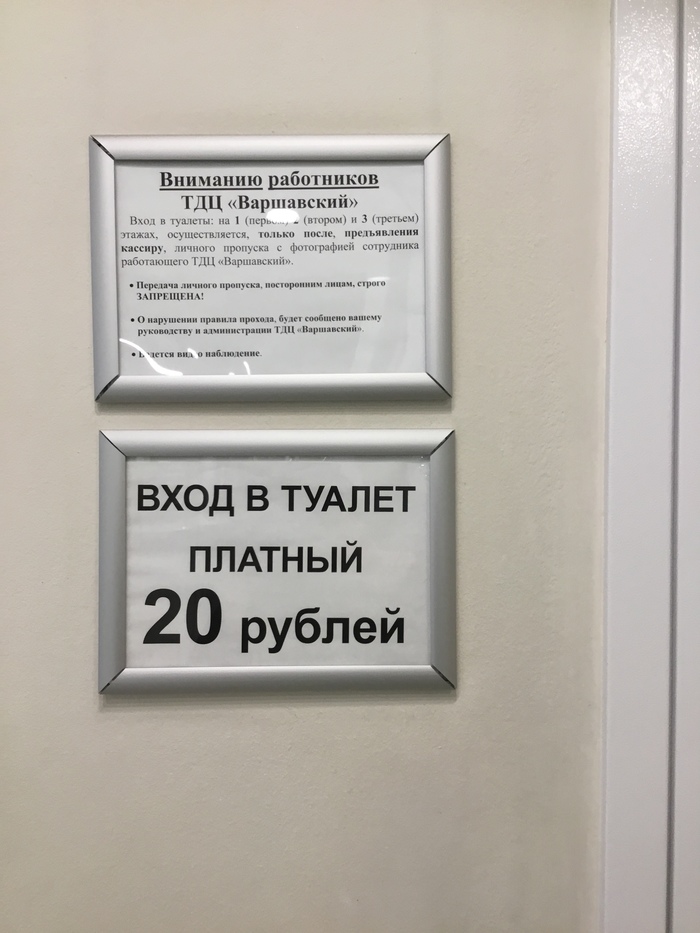 Вниманию работников
ТДЦ «Варшавский»
Вход в туалеты: на 1 (первом) 2 (втором) и 3 (третьем)
этажах, осуществляется, только после, предъявления
кассиру, личного пропуска с фотографией сотрудника
работающего ТДЦ «Варшавский».
• Передача личного пропуска, посторонним лицам, строго
ЗАПРЕЩЕНА!
• О нарушении правила прохода, будет сообщено вашему
руководству и администрации ТДЦ «Варшавский».
• Ведется видео наблюдение.
ВХОД В ТУАЛЕТ
ПЛАТНЫЙ
20 рублей